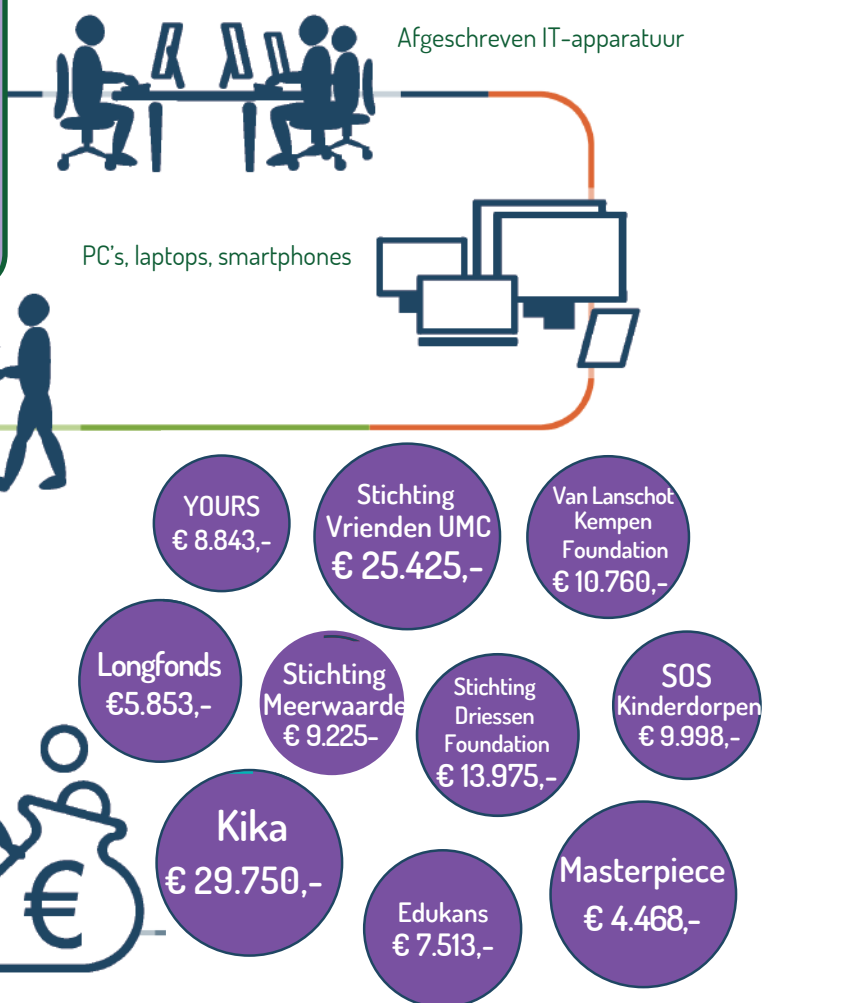 Afgeschreven IT-apparatuur
PC's, laptops, smartphones
YOURS
€ 8.843,-
Stichting
Vrienden UMC
€ 25.425,-
Van Lanschot
Kempen
Foundation
€ 10.760,-
Longfonds
€5.853,-
Stichting
Meerwaarde
€ 9.225-
Stichting
Driessen
Foundation
€ 13.975,-
SOS
Kinderdorpen
€ 9.998,-
Kika
€ 29.750,-
Edukans
€ 7.513,-
Masterpiece
€ 4.468,-
€